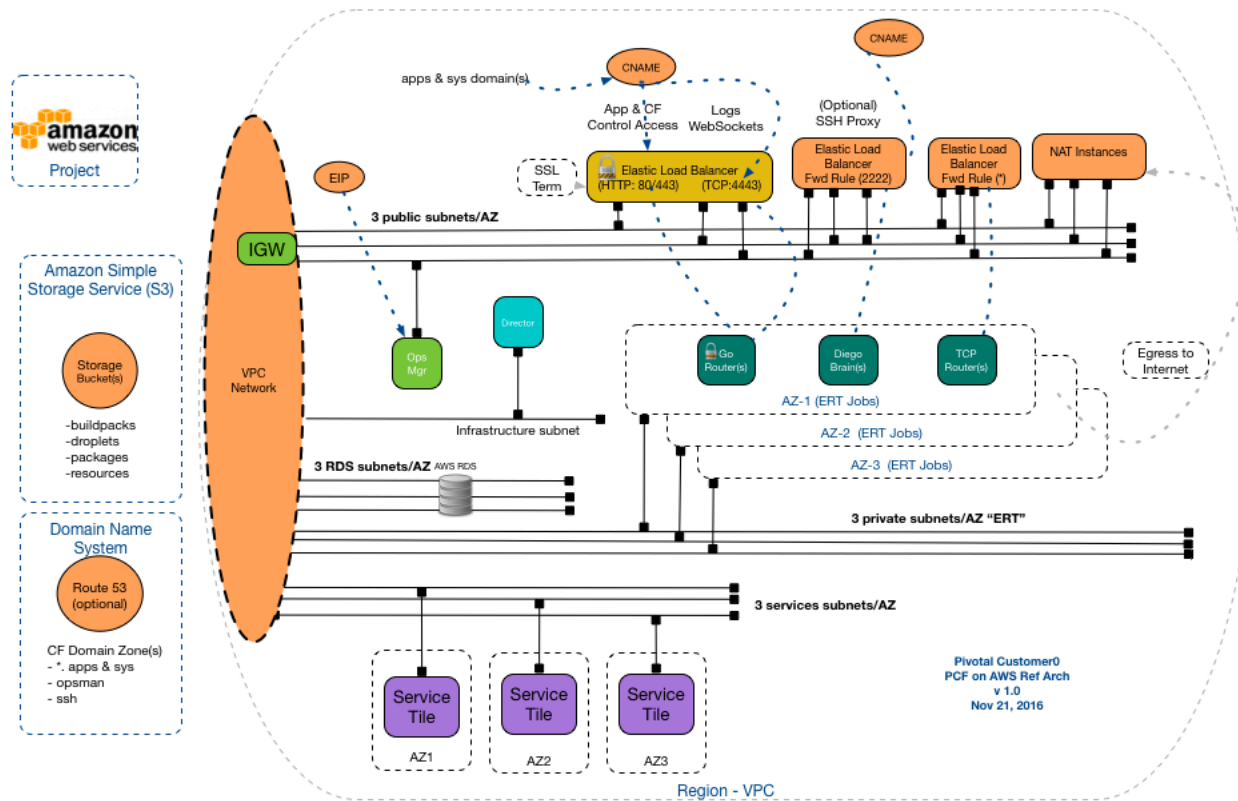 amazon
web services
Project
Amazon Simple
Storage Service (S3)
Storage
Bucket(s)
-buildpacks
-droplets
-packages
-resources
Domain Name
System
Route 53
(optional)
CF Domain Zone(s)
- *. apps & sys
- opsman
- ssh
CNAME
CNAME
apps & sys domain(s)
App & CF
Control Access
Logs
WebSockets
(Optional)
SSH Proxy
SSL
Term
Elastic Load Balancer
(HTTP: 80/443)
(TCP:4443)
Elastic Load
Balancer
Fwd Rule (2222)
Elastic Load
Balancer
Fwd Rule (*)
NAT Instances
EIP
3 public subnets/AZ
IGW
VPC
Network
Ops
Mgr
Director
Infrastructure subnet
Go
Router(s)
Diego
Brain(s)
TCP
Router(s)
AZ-1 (ERT Jobs)
AZ-2 (ERT Jobs)
AZ-3 (ERT Jobs)
Egress to
Internet
3 RDS subnets/AZ
AWS RDS
3 private subnets/AZ “ERT”
3 services subnets/AZ
Service
Tile
AZ1
Service
Tile
AZ2
Service
Tile
AZ3
Pivotal Customer0
PCF on AWS Ref Arch
v 1.0
Nov 21, 2016
Region - VPC